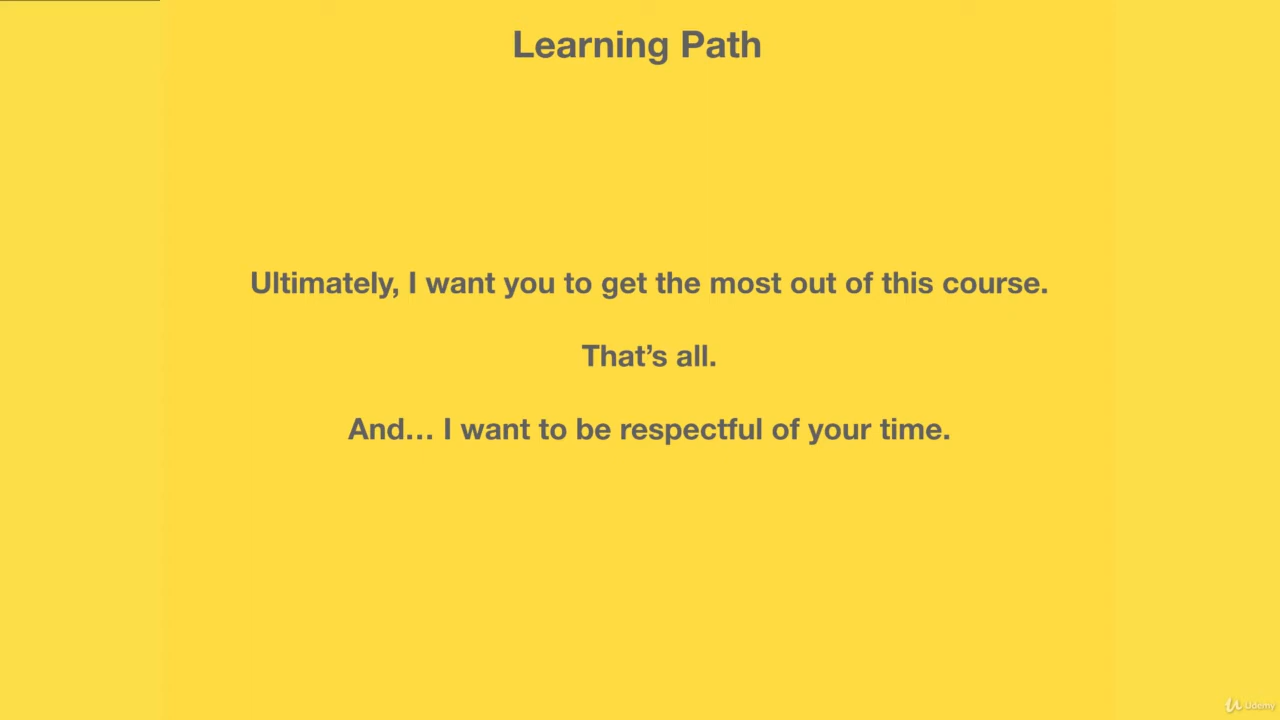 Learning Path
Ultimately, I want you to get the most out of this course.
That’s all.
And… I want to be respectful of your time.
Udemy